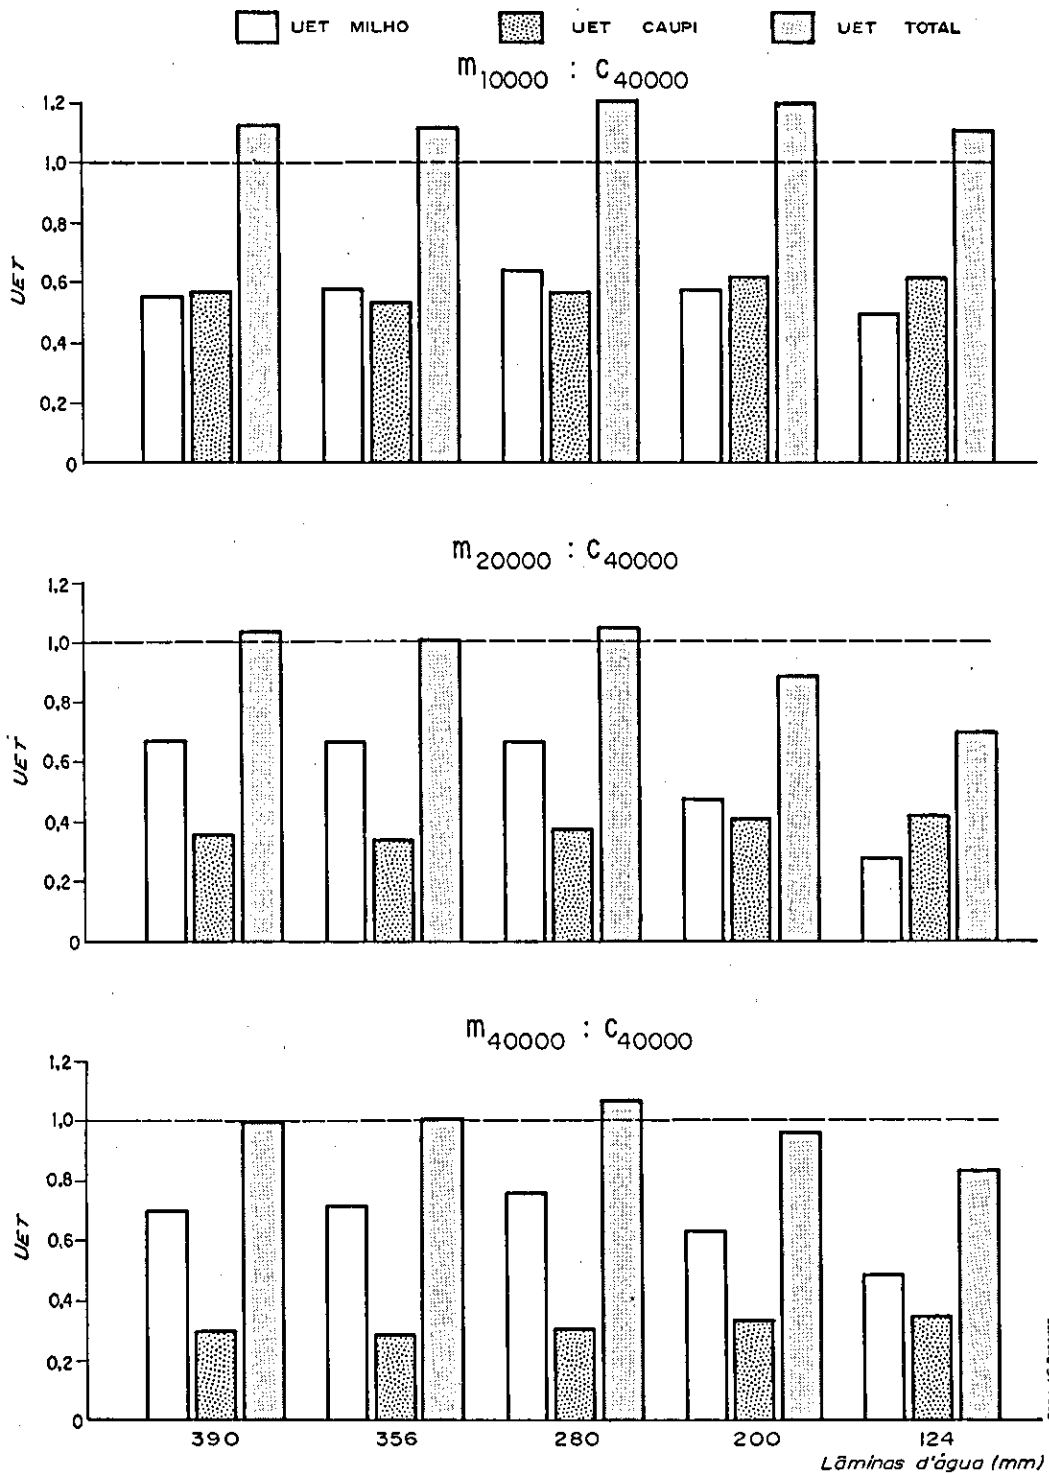 UET MILHO UET CAUPI UET TOTAL
m10000 : c40000
1.2
1.0
0.8
0.6
0.4
0.2
0
UET
m20000 : c40000
1.2
1.0
0.8
0.6
0.4
0.2
0
UET
m40000 : c40000
1.2
1.0
0.8
0.6
0.4
0.2
0
UET
390 356 280 200 124
Lâminas d'água (mm)